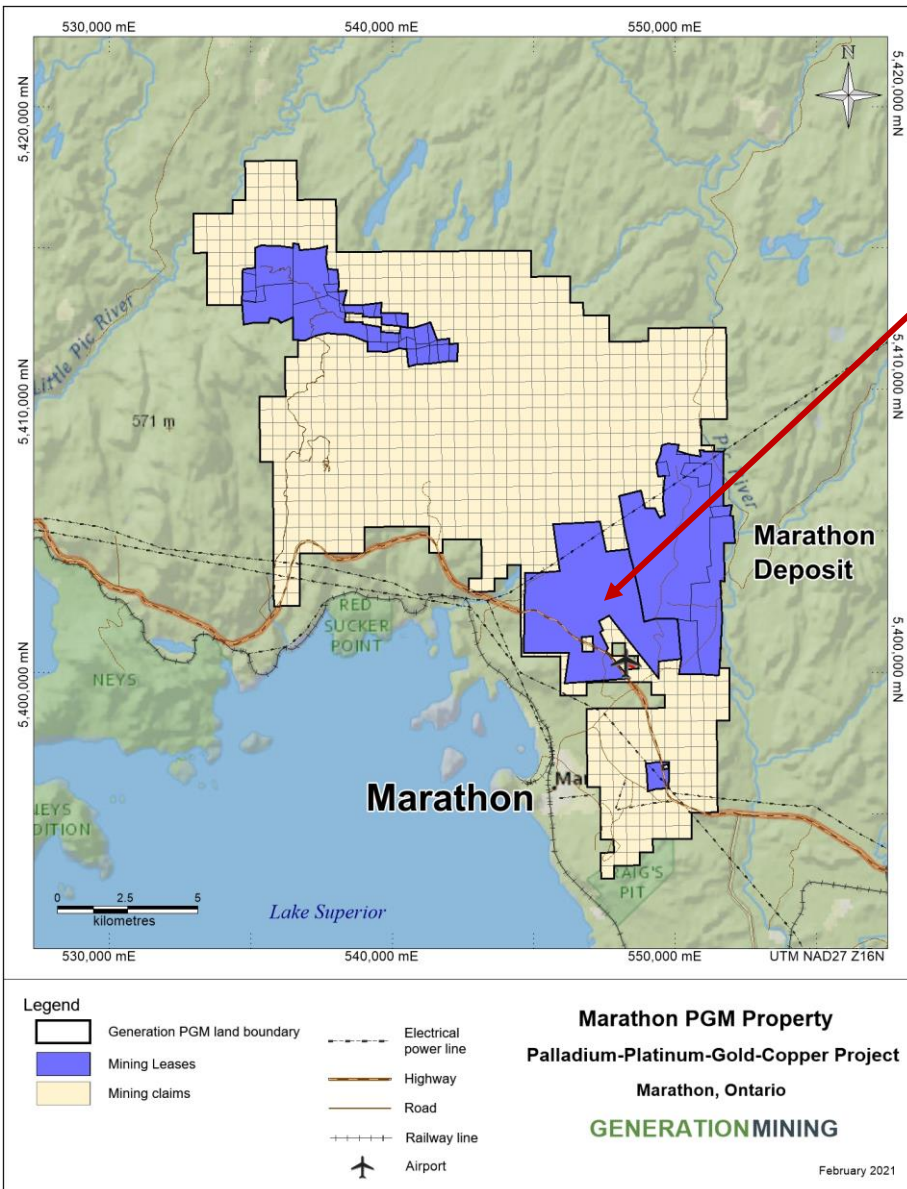 530,000 mE
540,000 mE
550,000 mE
5,420,000 mN
5,420,000 mN
N
Little Pic River
5,410,000 mN
5,410,000 mN
571 m
Pic River
Marathon
Deposit
RED
SUCKER
POINT
5,400,000 mN
5,400,000 mN
NEYS
Marathon
Mar
NEYS
DITION
RAIG'S
PIT
0 2.5 5
kilometres
Lake Superior
530,000 mE
540,000 mE
550,000 mE
UTM NAD27 Z16N
Legend
Generation PGM land boundary
Mining Leases
Mining claims
Electrical
power line
Highway
Road
Railway line
Airport
Marathon PGM Property
Palladium-Platinum-Gold-Copper Project
Marathon, Ontario
GENERATIONMINING
February 2021